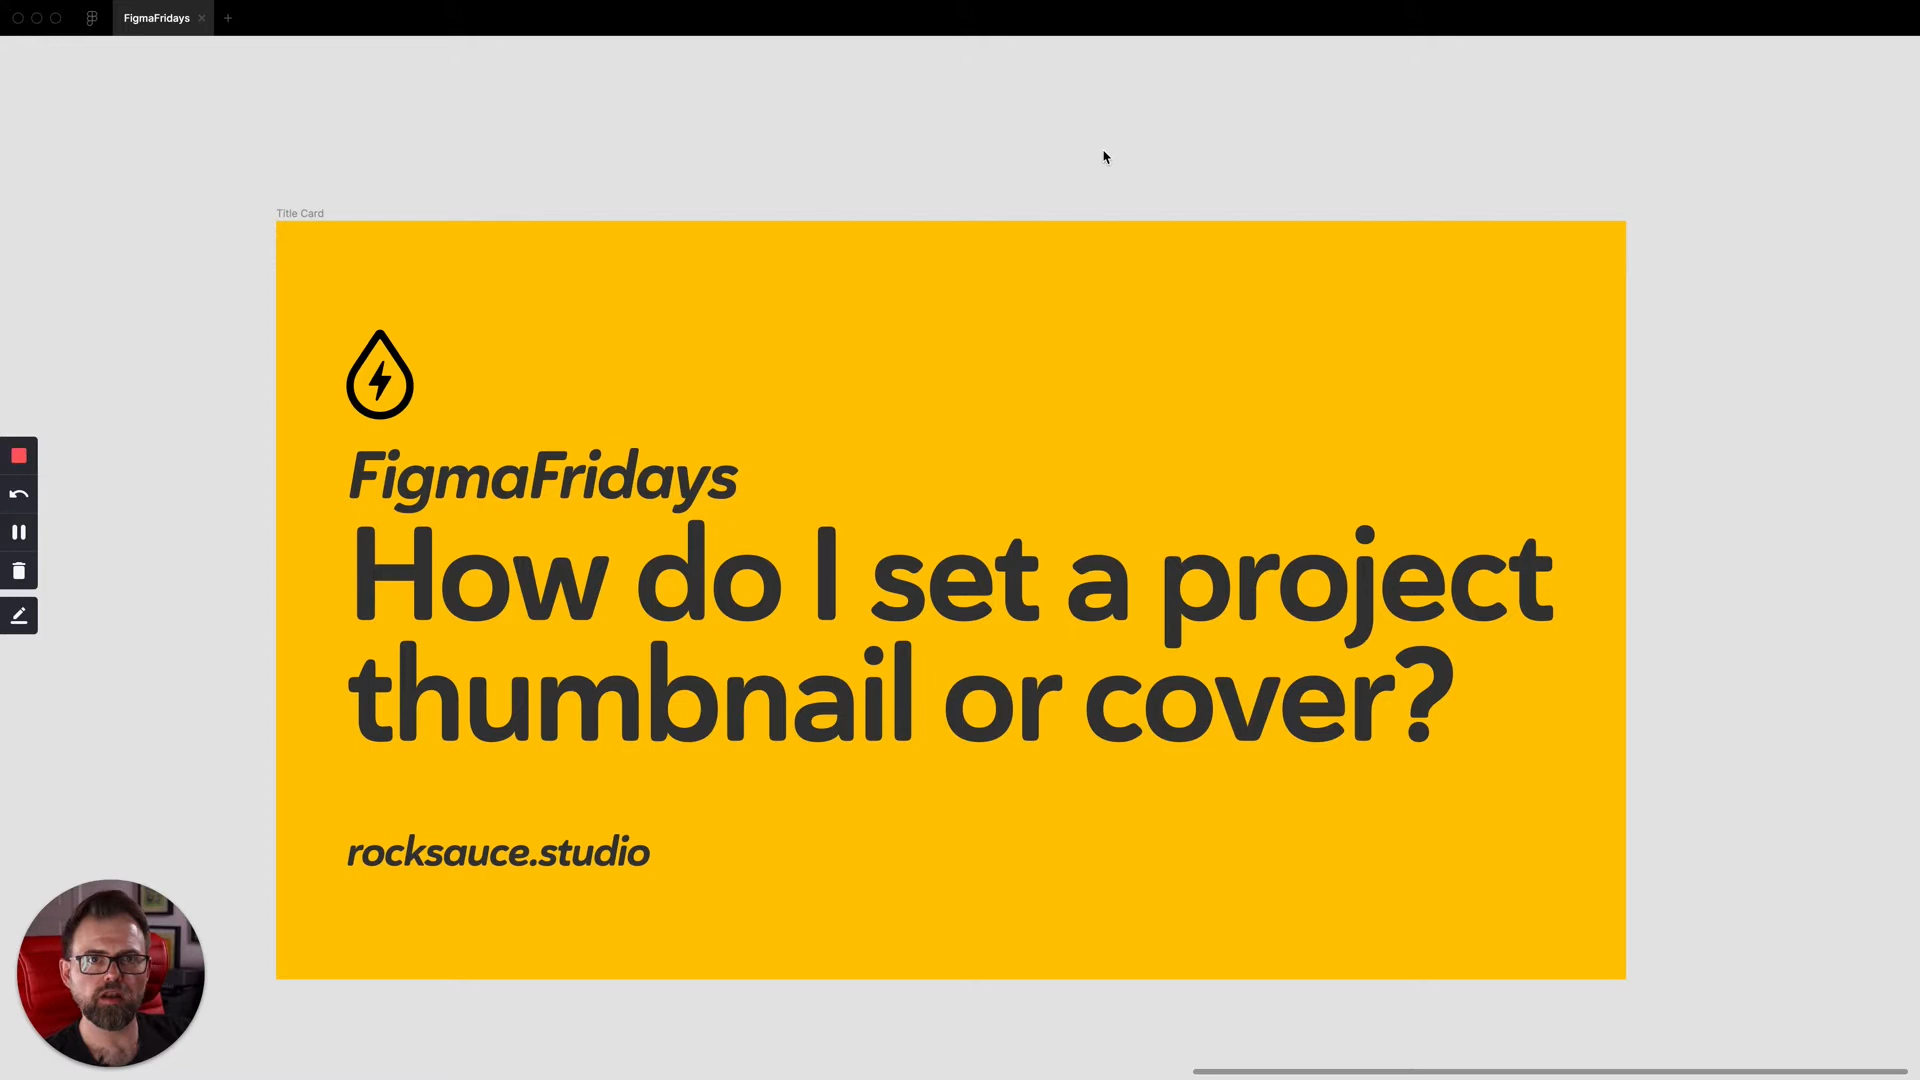 FigmaFridays
Title Card
FigmaFridays
How do I set a project
thumbnail or cover?
rocksauce.studio